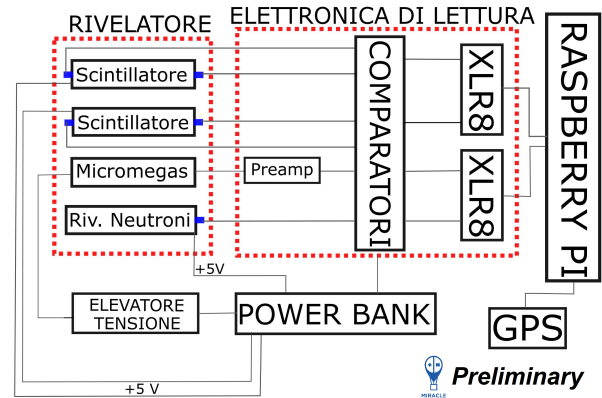 RIVELATORE
ELETTRONICA DI LETTURA
Scintillatore
Scintillatore
Micromegas
Riv. Neutroni
Preamp
COMPARATORI
XLR8
XLR8
RASPBERRY PI
+5V
ELEVATORE
TENSIONE
POWER BANK
GPS
+5 V
MIRACLE
Preliminary